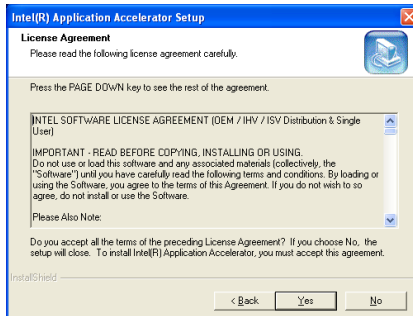 Intel(R) Application Accelerator Setup
License Agreement
Please read the following license agreement carefully.
Press the PAGE DOWN key to see the rest of the agreement.
INTEL SOFTWARE LICENSE AGREEMENT (OEM / IHV / ISV Distribution & Single
User)
IMPORTANT - READ BEFORE COPYING, INSTALLING OR USING.
Do not use or load this software and any associated materials (collectively, the
"Software") until you have carefully read the following terms and conditions. By loading or
using the Software, you agree to the terms of this Agreement. If you do not wish to so
agree, do not install or use the Software.
Please Also Note:
Do you accept all the terms of the preceding License Agreement? If you choose No, the
setup will close. To install Intel(R) Application Accelerator, you must accept this agreement.
InstallShield
< Back Yes No